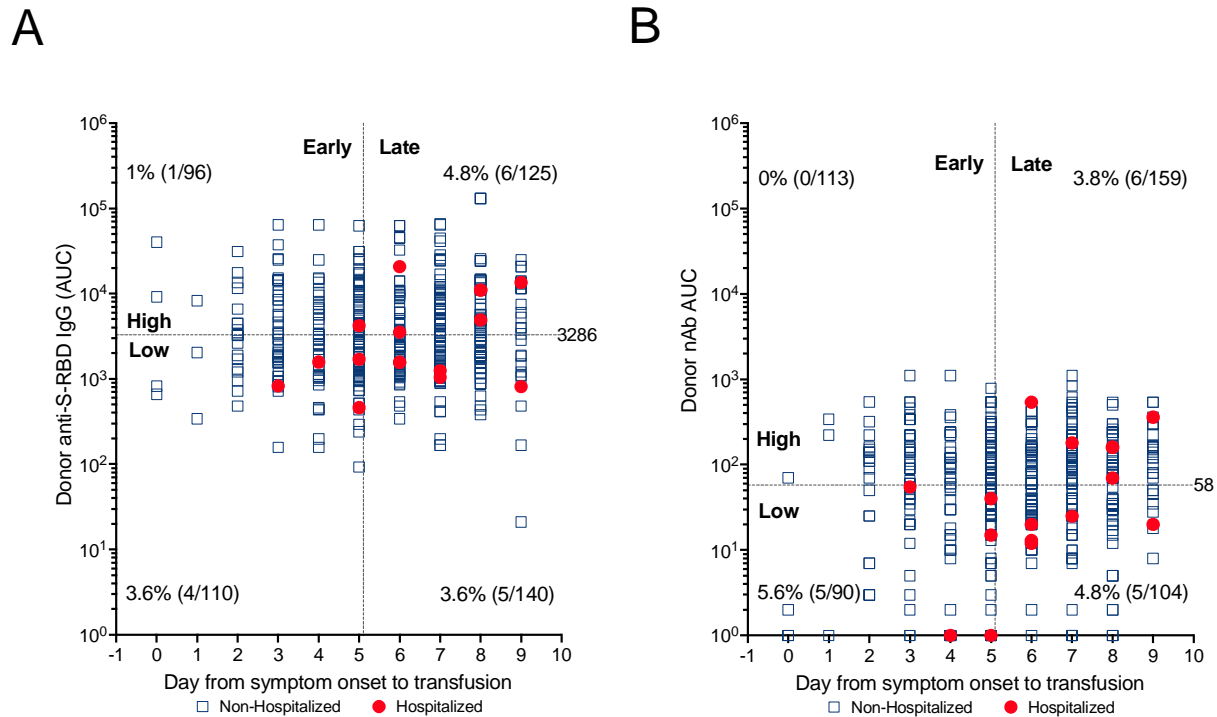 A
B
10⁶
10⁵
10⁴
10³
10²
10¹
10⁰
Donor anti-S-RBD IgG (AUC)
Early
Late
1% (1/96)
4.8% (6/125)
High
Low
3286
3.6% (4/110)
3.6% (5/140)
-1 0 1 2 3 4 5 6 7 8 9 10
Day from symptom onset to transfusion
Non-Hospitalized
Hospitalized
10⁶
10⁵
10⁴
10³
10²
10¹
10⁰
Donor nAb AUC
Early
Late
0% (0/113)
3.8% (6/159)
High
Low
58
5.6% (5/90)
4.8% (5/104)
-1 0 1 2 3 4 5 6 7 8 9 10
Day from symptom onset to transfusion
Non-Hospitalized
Hospitalized